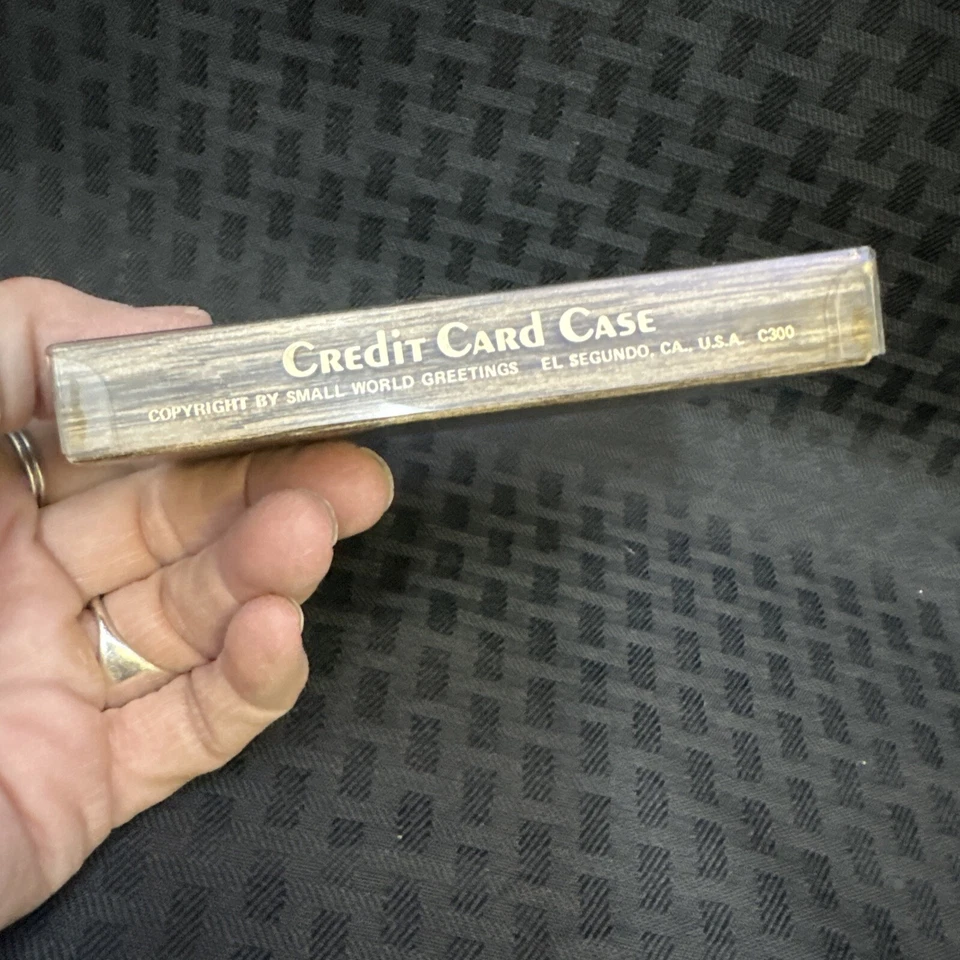 CREdiT CARd CASE
COPYRIGHT BY SMALL WORLD GREETINGS EL SEGUNDO, CA., U.S.A. C300